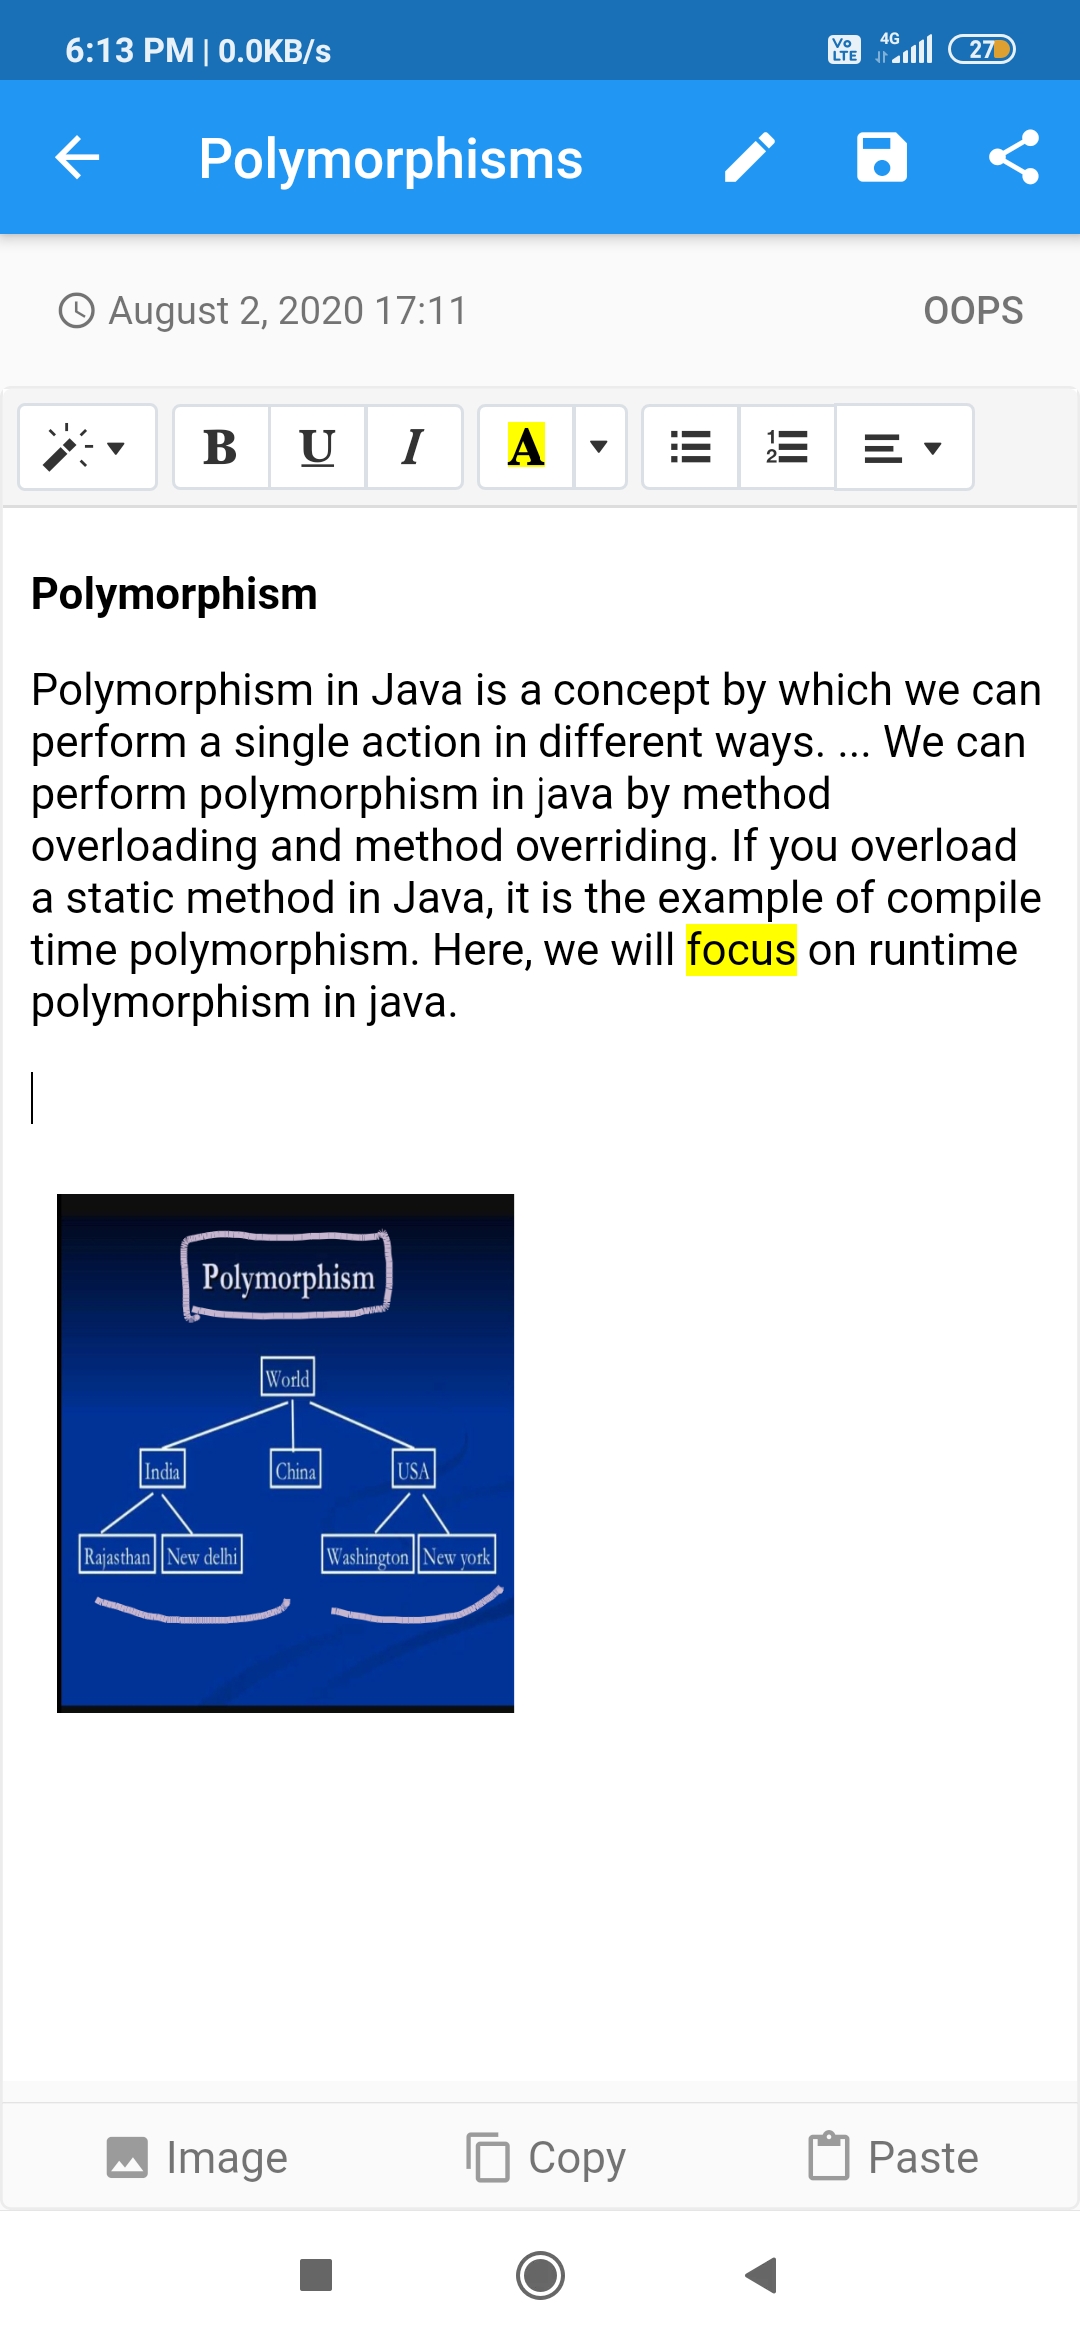 6:13 PM | 0.0KB/s Vo LTE 4G 27
Polymorphisms
August 2, 2020 17:11 OOPS
B U I A
Polymorphism
Polymorphism in Java is a concept by which we can
perform a single action in different ways. ... We can
perform polymorphism in java by method
overloading and method overriding. If you overload
a static method in Java, it is the example of compile
time polymorphism. Here, we will focus on runtime
polymorphism in java.
Polymorphism
World
India China USA
Rajasthan New delhi Washington New york
Image Copy Paste